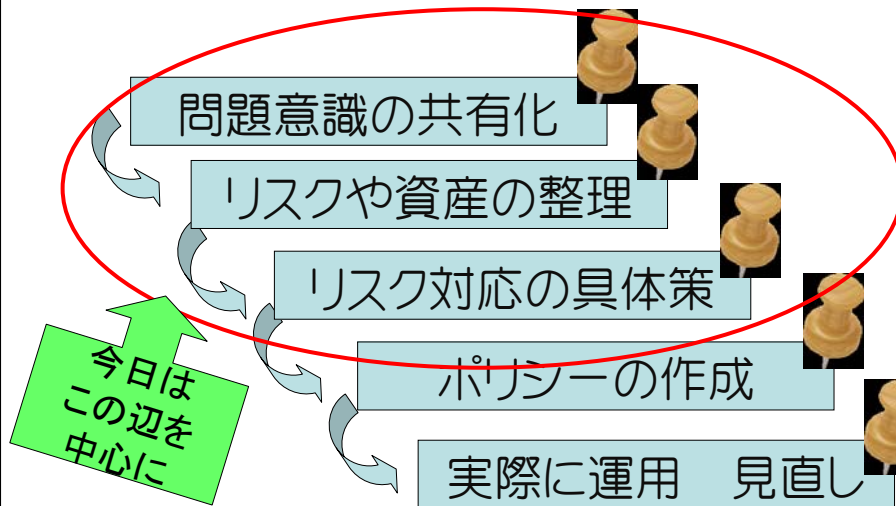 問題意識の共有化
リスクや資産の整理
リスク対応の具体策
ポリシーの作成
実際に運用　見直し
今日は
この辺を
中心に